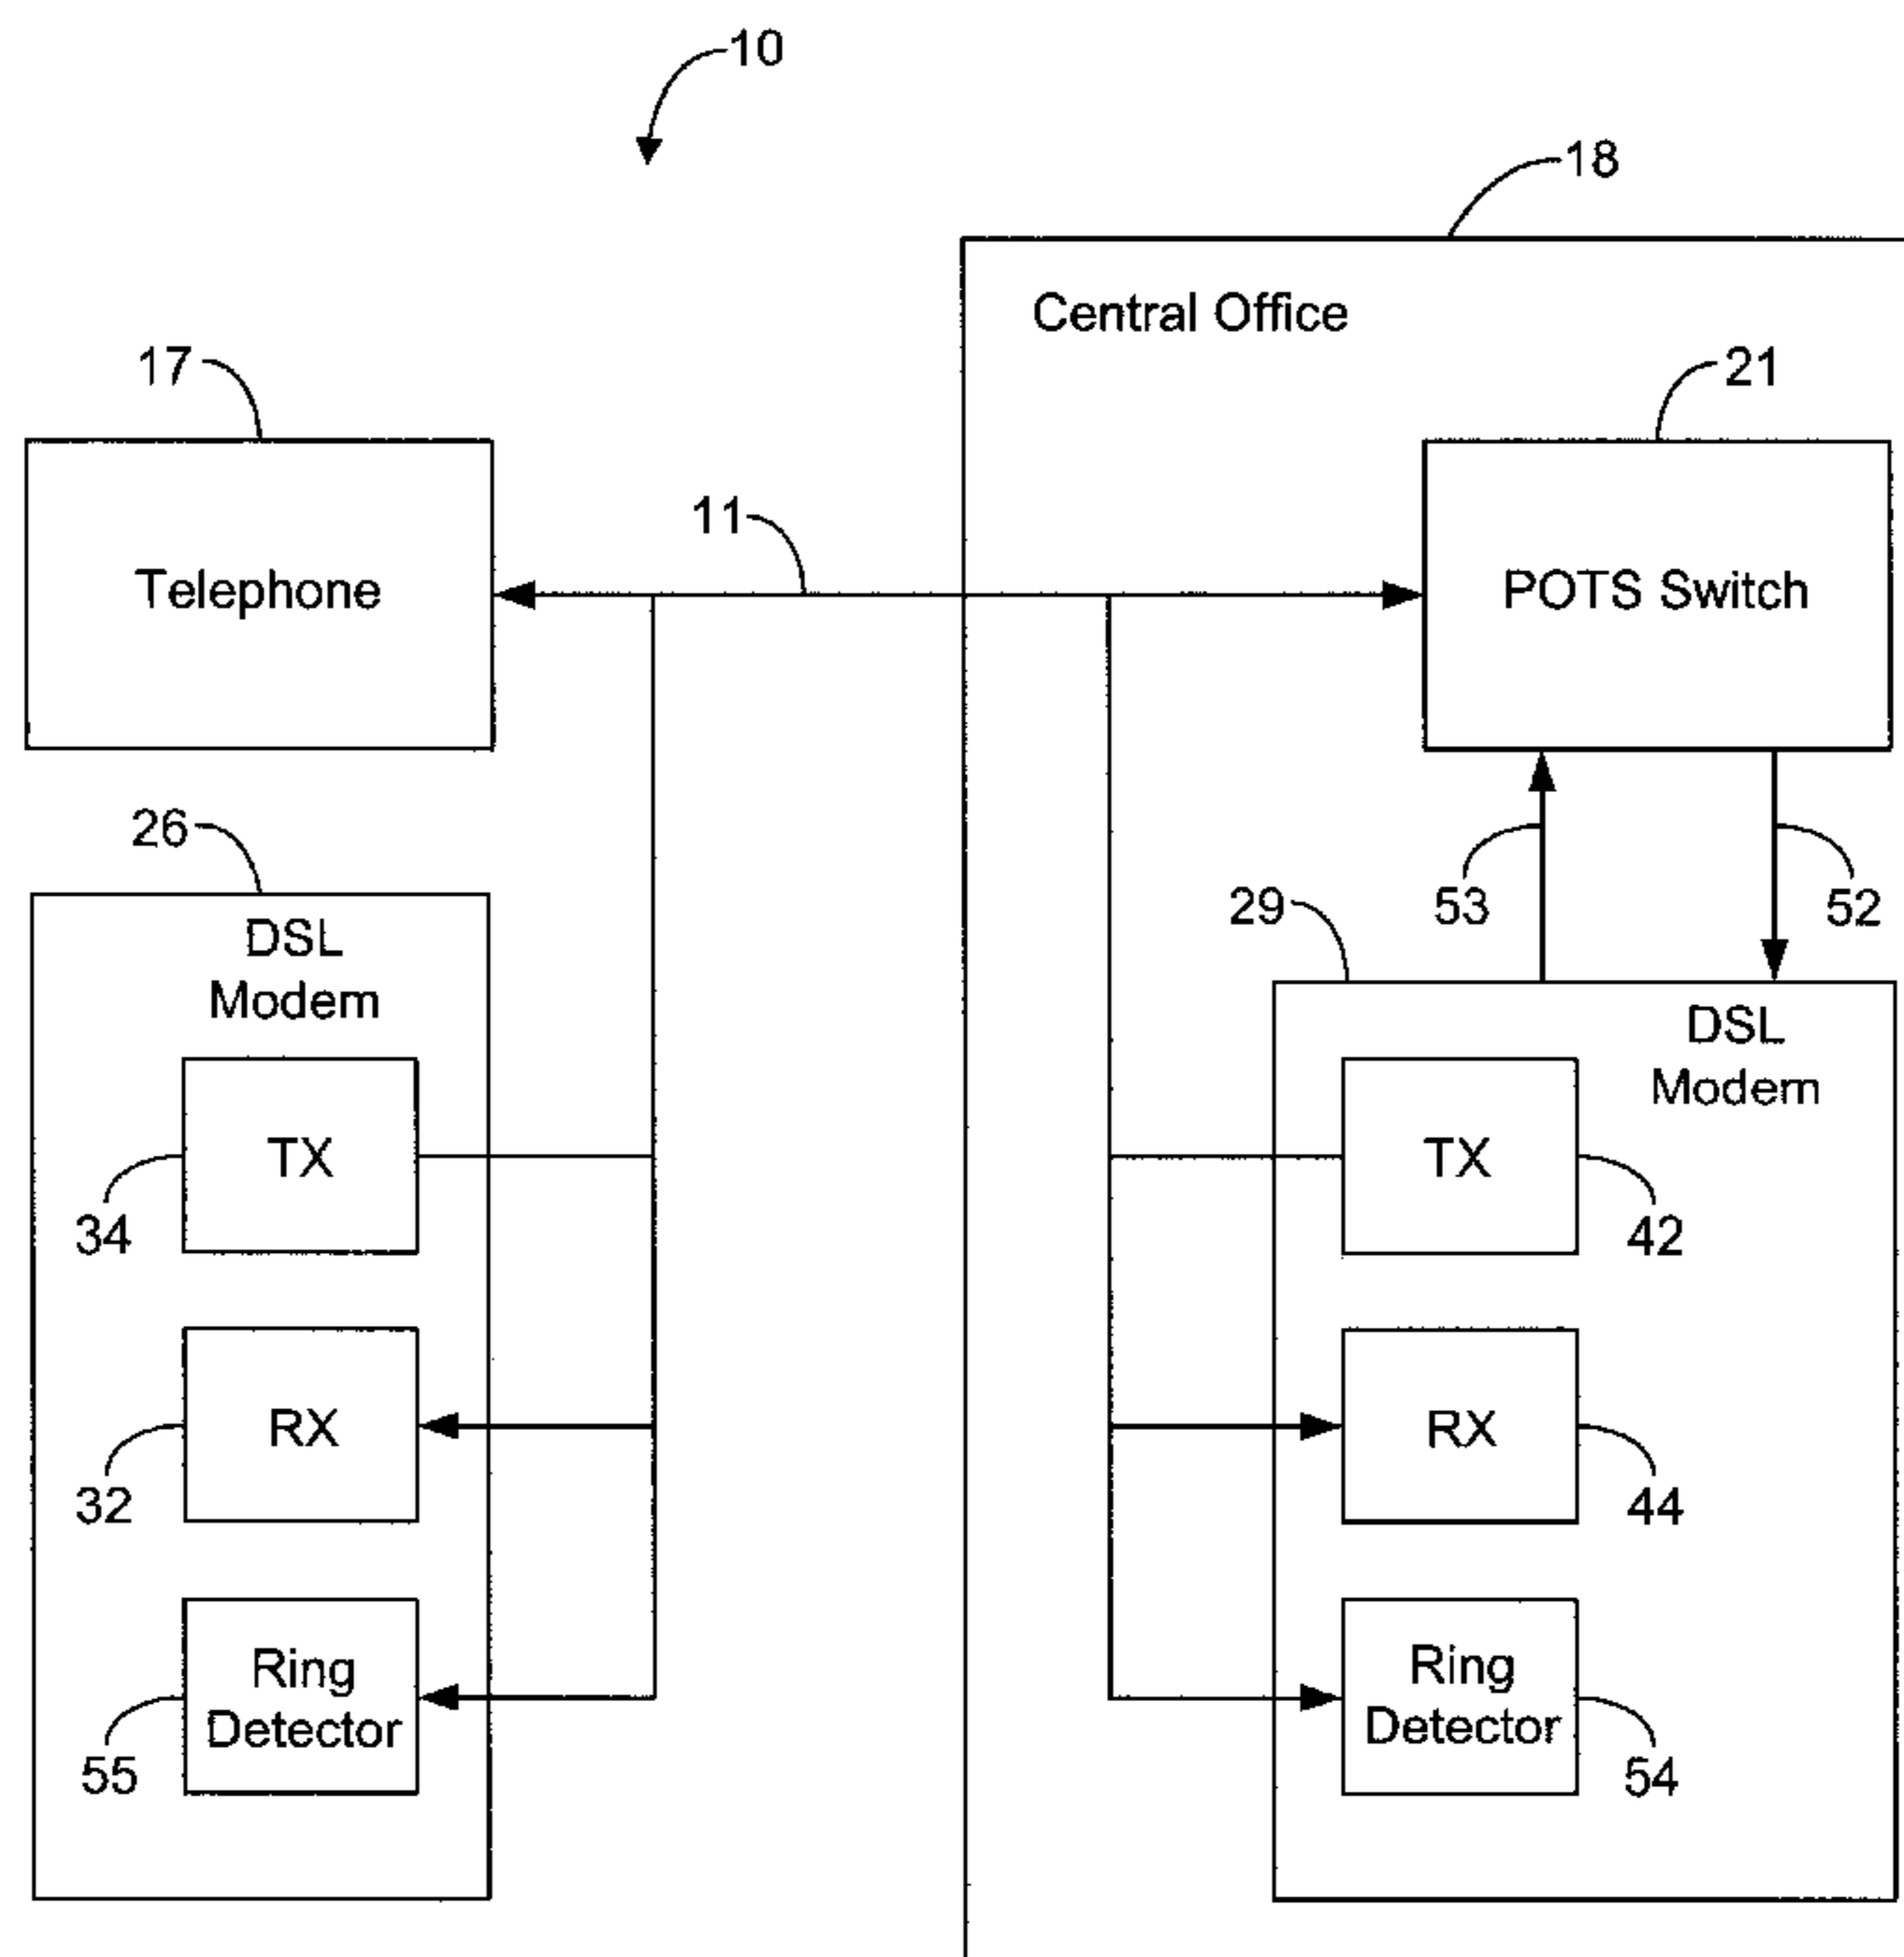 10
18
Central Office
17
21
11
Telephone
POTS Switch
26
29
53
52
DSL
Modem
DSL
Modem
TX
TX
34
42
RX
RX
32
44
Ring
Detector
Ring
Detector
55
54